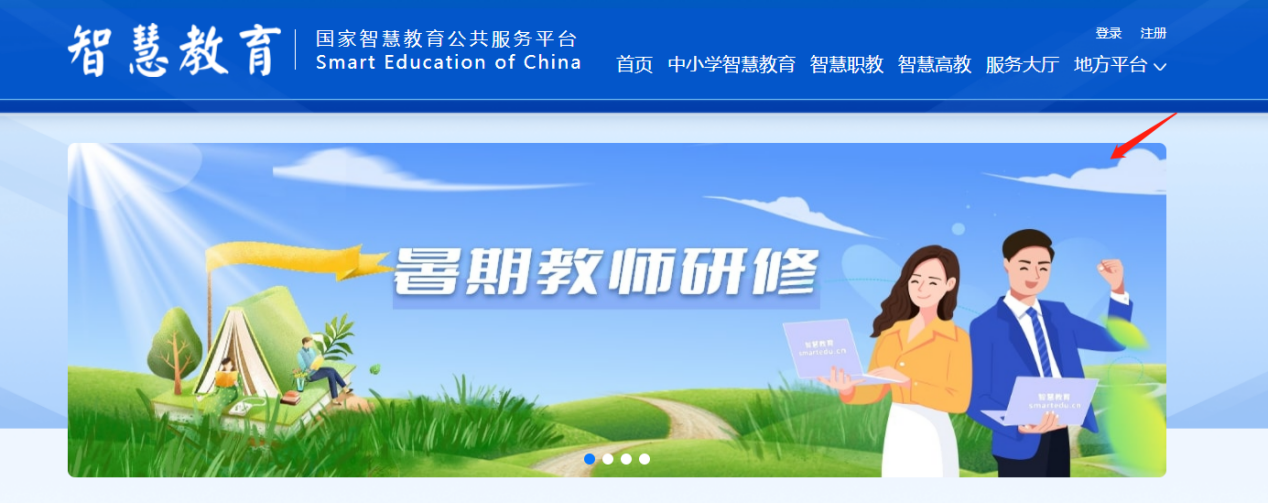 智慧教育
国家智慧教育公共服务平台
Smart Education of China
登录 注册
首页 中小学智慧教育 智慧职教 智慧高教 服务大厅 地方平台
暑期教师研修
智慧教育
smartedu.cn
智慧教育
smartedu.cn